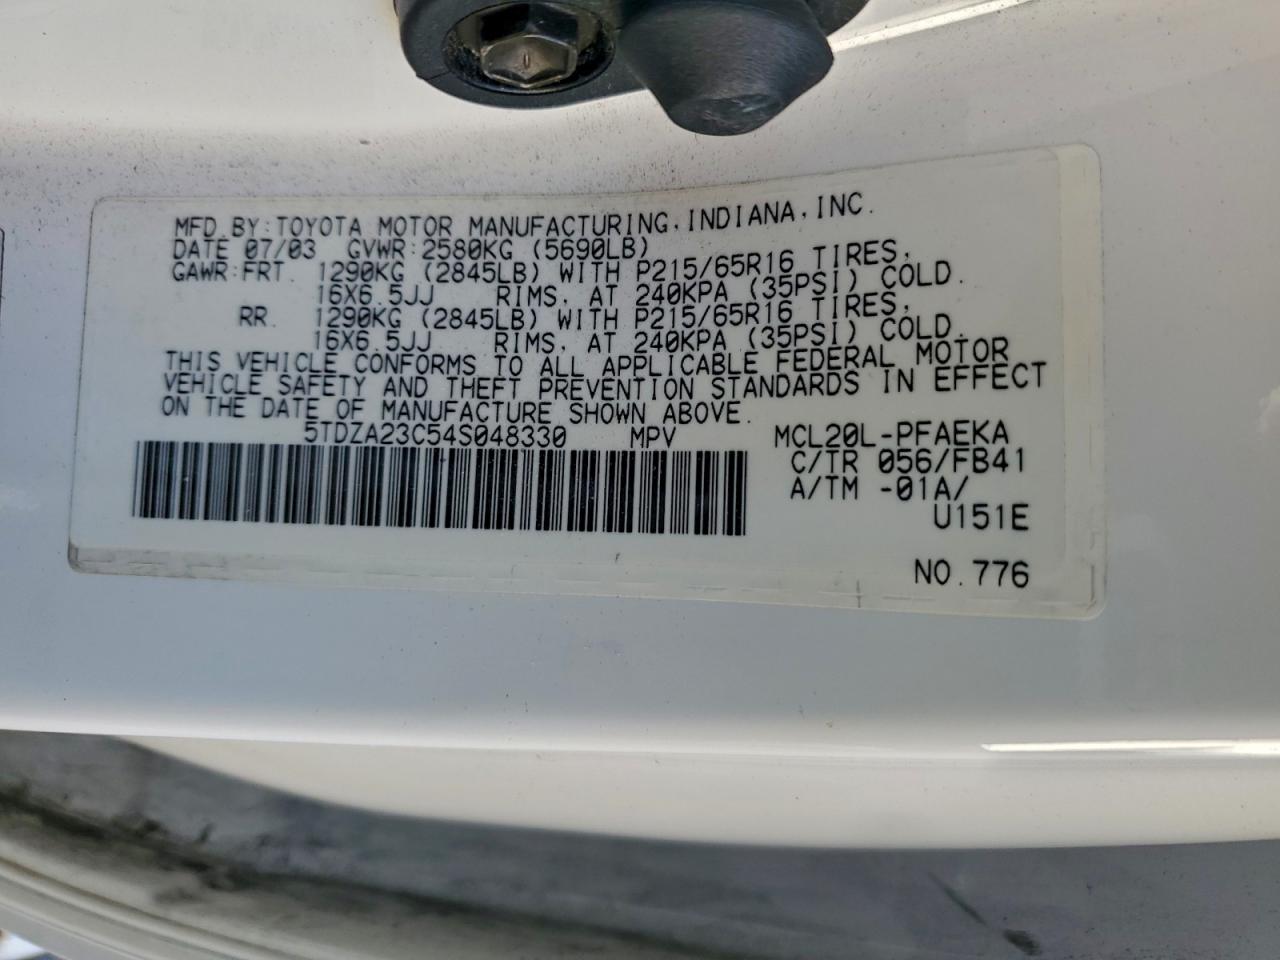 MFD BY: TOYOTA MOTOR MANUFACTURING, INDIANA, INC.
DATE 07/03 GVWR: 2580KG (5690LB)
GAWR: FRT. 1290KG (2845LB) WITH P215/65R16 TIRES,
16X6.5JJ RIMS, AT 240KPA (35PSI) COLD.
RR. 1290KG (2845LB) WITH P215/65R16 TIRES,
16X6.5JJ RIMS, AT 240KPA (35PSI) COLD.
THIS VEHICLE CONFORMS TO ALL APPLICABLE FEDERAL MOTOR
VEHICLE SAFETY AND THEFT PREVENTION STANDARDS IN EFFECT
ON THE DATE OF MANUFACTURE SHOWN ABOVE.
5TDZA23C54S048330 MPV MCL20L-PFAEKA
C/TR 056/FB41
A/TM -01A/
U151E
NO. 776